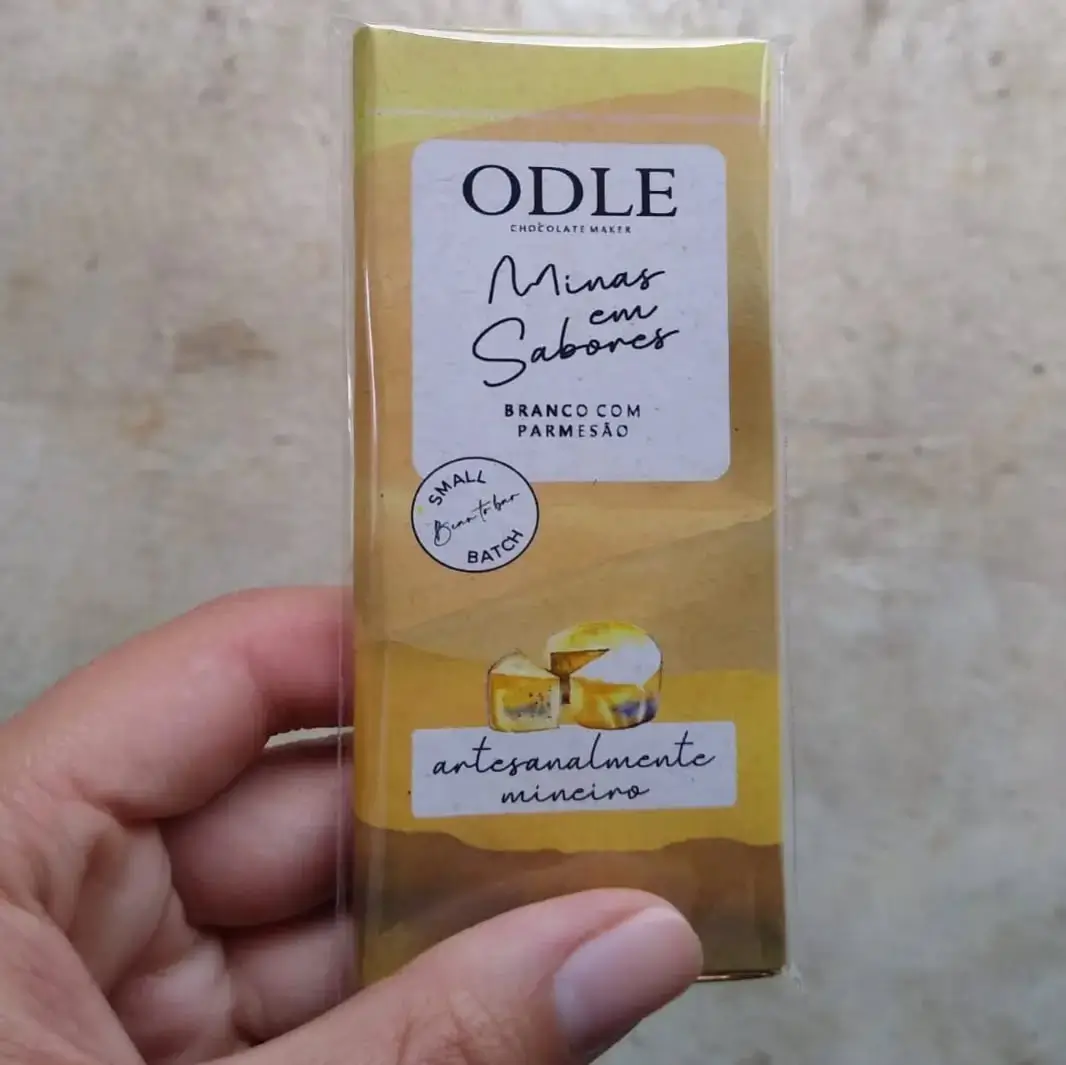 ODLE
CHOCOLATE MAKER
Minas
em
Sabores
BRANCO COM
PARMESÃO
SMALL
Bean to bar
BATCH
artesanalmente
mineiro